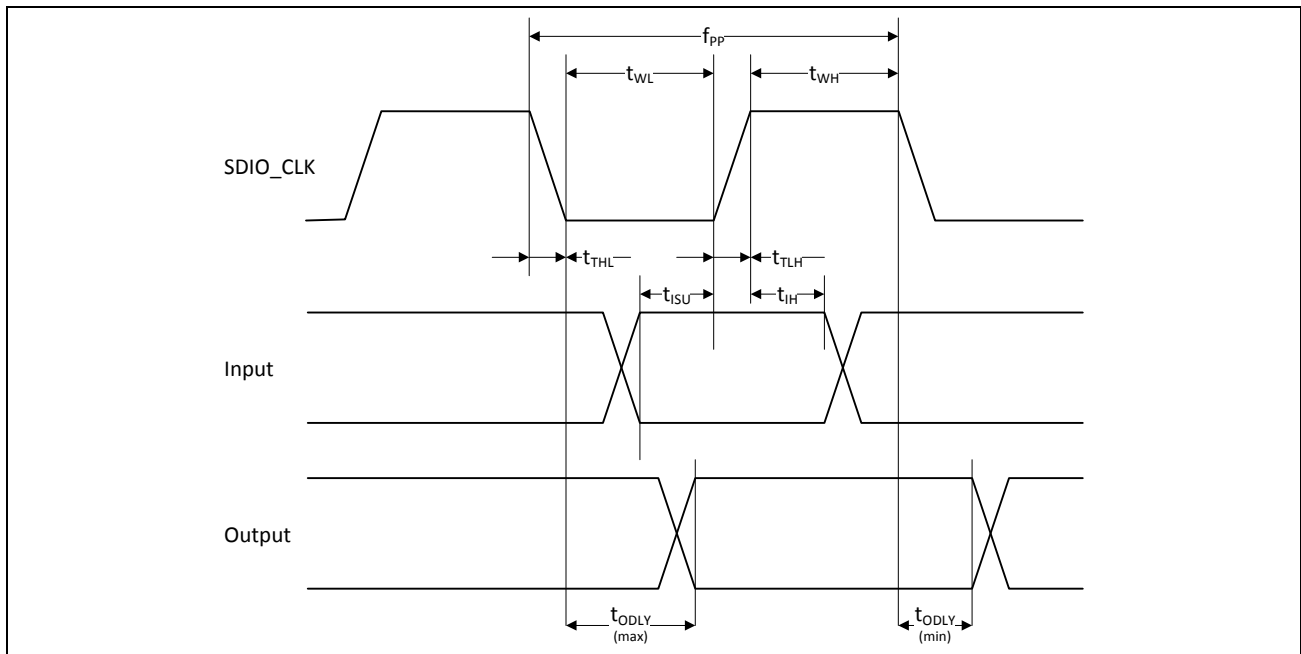 fPP
tWL tWH
SDIO_CLK
tTHL tTLH
tISU tIH
Input
Output
tODLY tODLY
(max) (min)